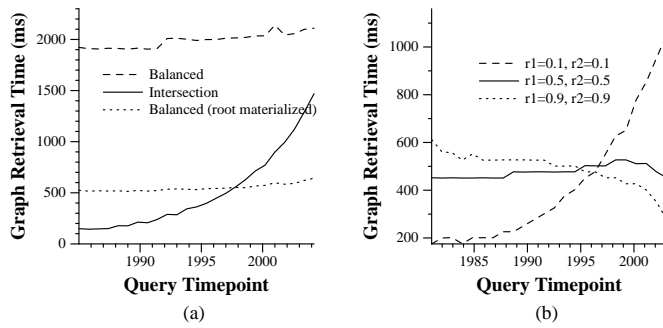 Graph Retrieval Time (ms)
2000
1500
1000
500
0
Balanced
Intersection
Balanced (root materialized)
1990
1995
2000
Query Timepoint
(a)
Graph Retrieval Time (ms)
1000
800
600
400
200
r1=0.1, r2=0.1
r1=0.5, r2=0.5
r1=0.9, r2=0.9
1985
1990
1995
2000
Query Timepoint
(b)